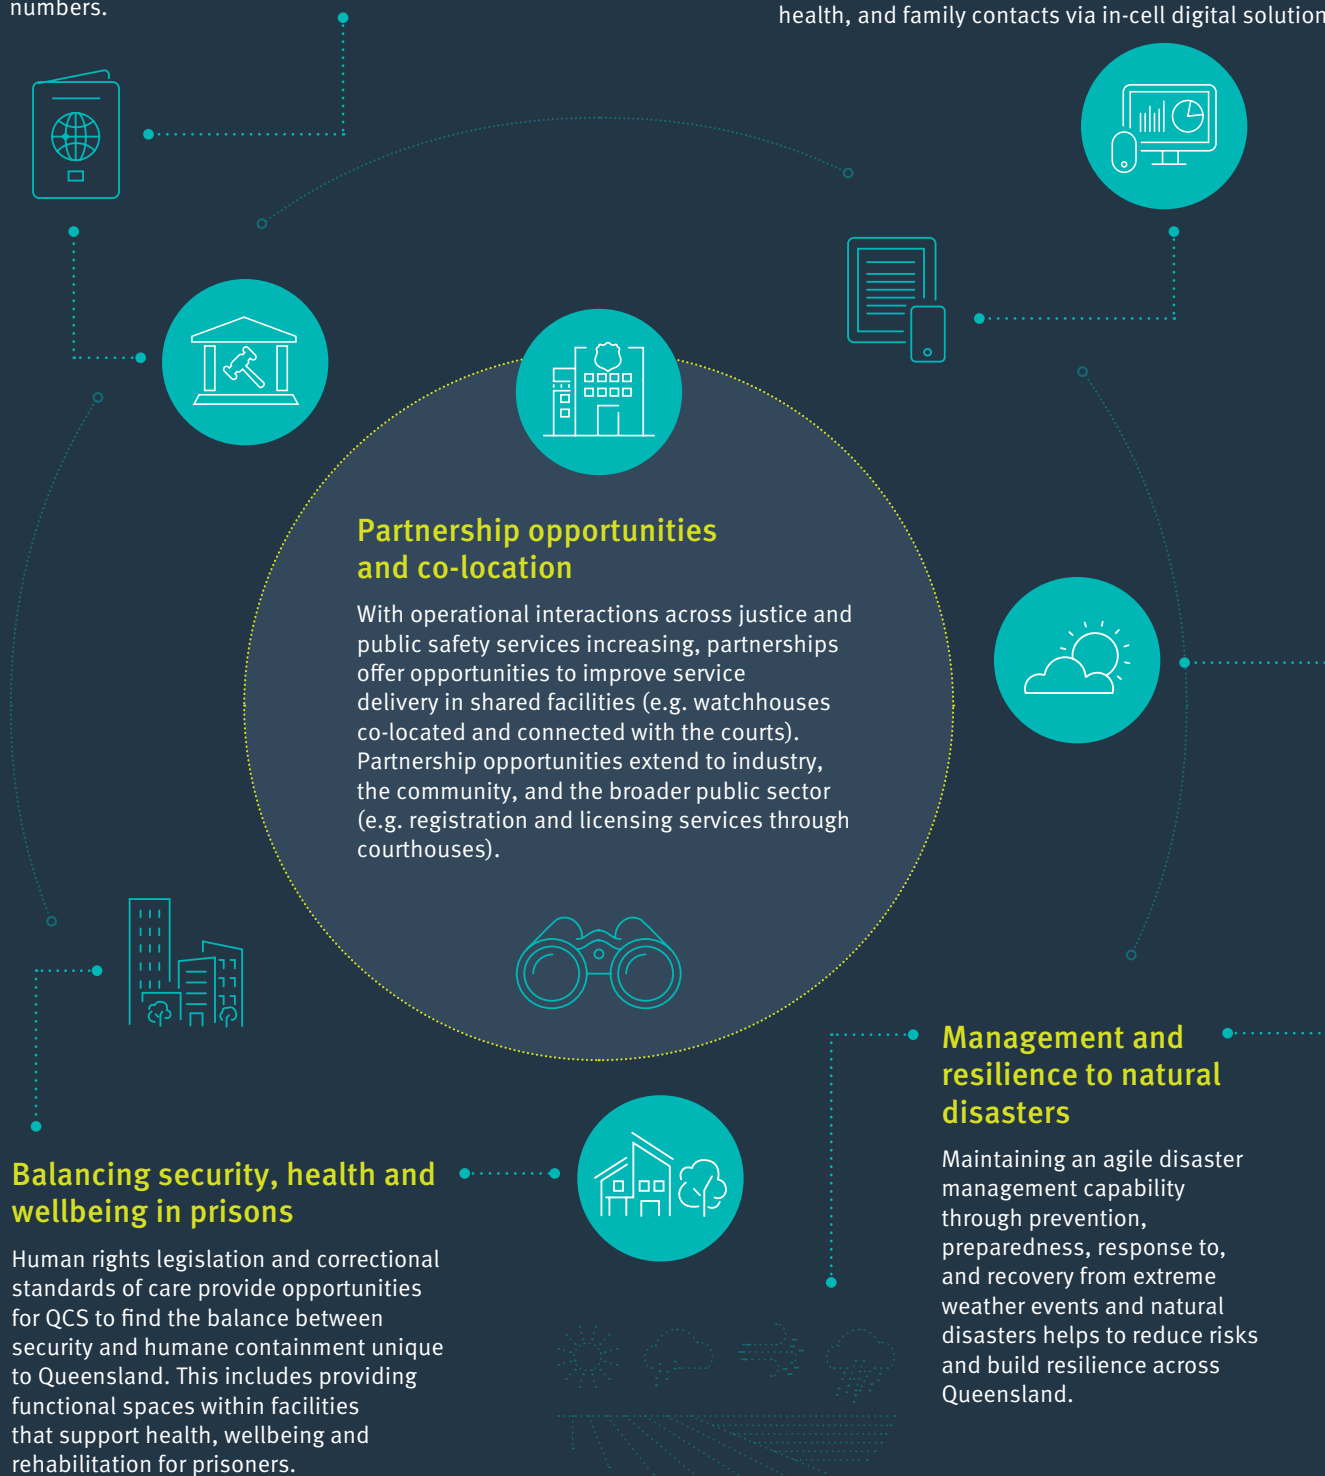 numbers.
health, and family contacts via in-cell digital solution
Partnership opportunities
and co-location
With operational interactions across justice and
public safety services increasing, partnerships
offer opportunities to improve service
delivery in shared facilities (e.g. watchhouses
co-located and connected with the courts).
Partnership opportunities extend to industry,
the community, and the broader public sector
(e.g. registration and licensing services through
courthouses).
Balancing security, health and
wellbeing in prisons
Human rights legislation and correctional
standards of care provide opportunities
for QCS to find the balance between
security and humane containment unique
to Queensland. This includes providing
functional spaces within facilities
that support health, wellbeing and
rehabilitation for prisoners.
Management and
resilience to natural
disasters
Maintaining an agile disaster
management capability
through prevention,
preparedness, response to,
and recovery from extreme
weather events and natural
disasters helps to reduce risks
and build resilience across
Queensland.